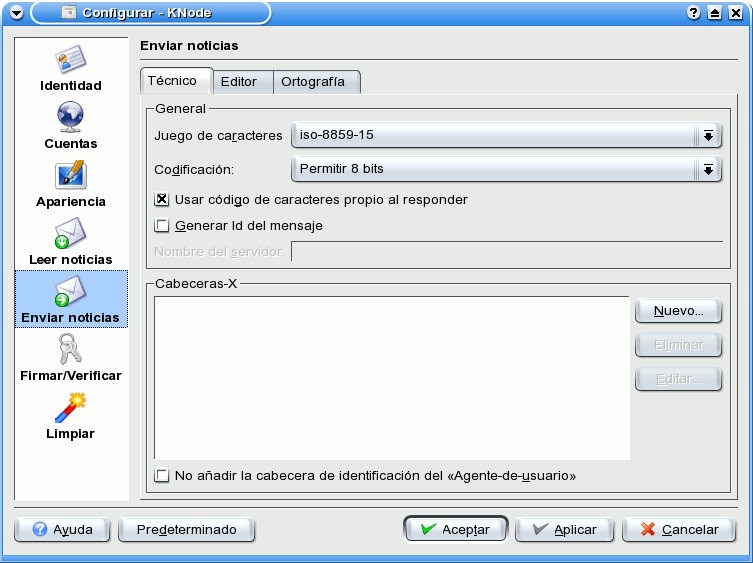 Configurar - KNode
Identidad
Cuentas
Apariencia
Leer noticias
Enviar noticias
Firmar/Verificar
Limpiar
Enviar noticias
Técnico
Editor
Ortografía
General
Juego de caracteres
iso-8859-15
Codificación:
Permitir 8 bits
Usar código de caracteres propio al responder
Generar Id del mensaje
Nombre del servidor:
Cabeceras-X
Nuevo...
Eliminar
Editar...
No añadir la cabecera de identificación del «Agente-de-usuario»
Ayuda
Predeterminado
Aceptar
Aplicar
Cancelar